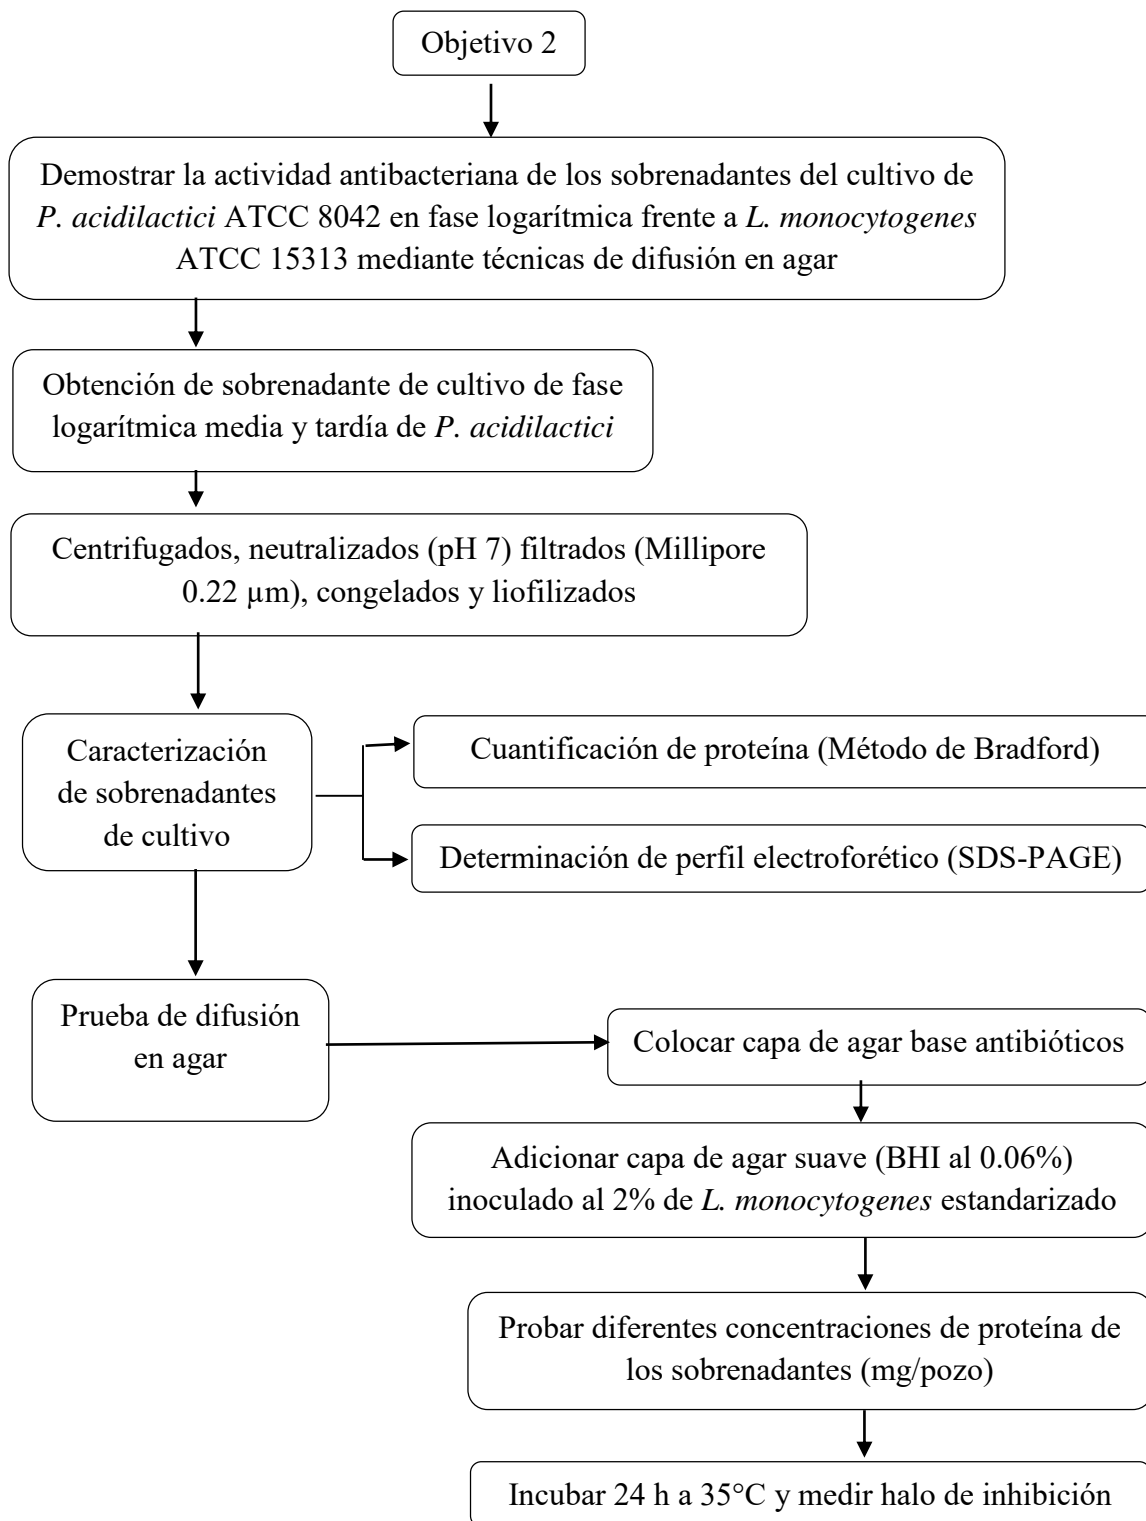 Objetivo 2
Demostrar la actividad antibacteriana de los sobrenadantes del cultivo de
P. acidilactici ATCC 8042 en fase logarítmica frente a L. monocytogenes
ATCC 15313 mediante técnicas de difusión en agar
Obtención de sobrenadante de cultivo de fase
logarítmica media y tardía de P. acidilactici
Centrifugados, neutralizados (pH 7) filtrados (Millipore
0.22 µm), congelados y liofilizados
Caracterización
de sobrenadantes
de cultivo
Cuantificación de proteína (Método de Bradford)
Determinación de perfil electroforético (SDS-PAGE)
Prueba de difusión
en agar
Colocar capa de agar base antibióticos
Adicionar capa de agar suave (BHI al 0.06%)
inoculado al 2% de L. monocytogenes estandarizado
Probar diferentes concentraciones de proteína de
los sobrenadantes (mg/pozo)
Incubar 24 h a 35°C y medir halo de inhibición